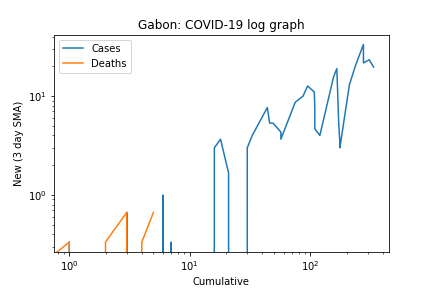 Gabon: COVID-19 log graph
Cases
Deaths
New (3 day SMA)
10¹
10⁰
10⁰
10¹
10²
Cumulative